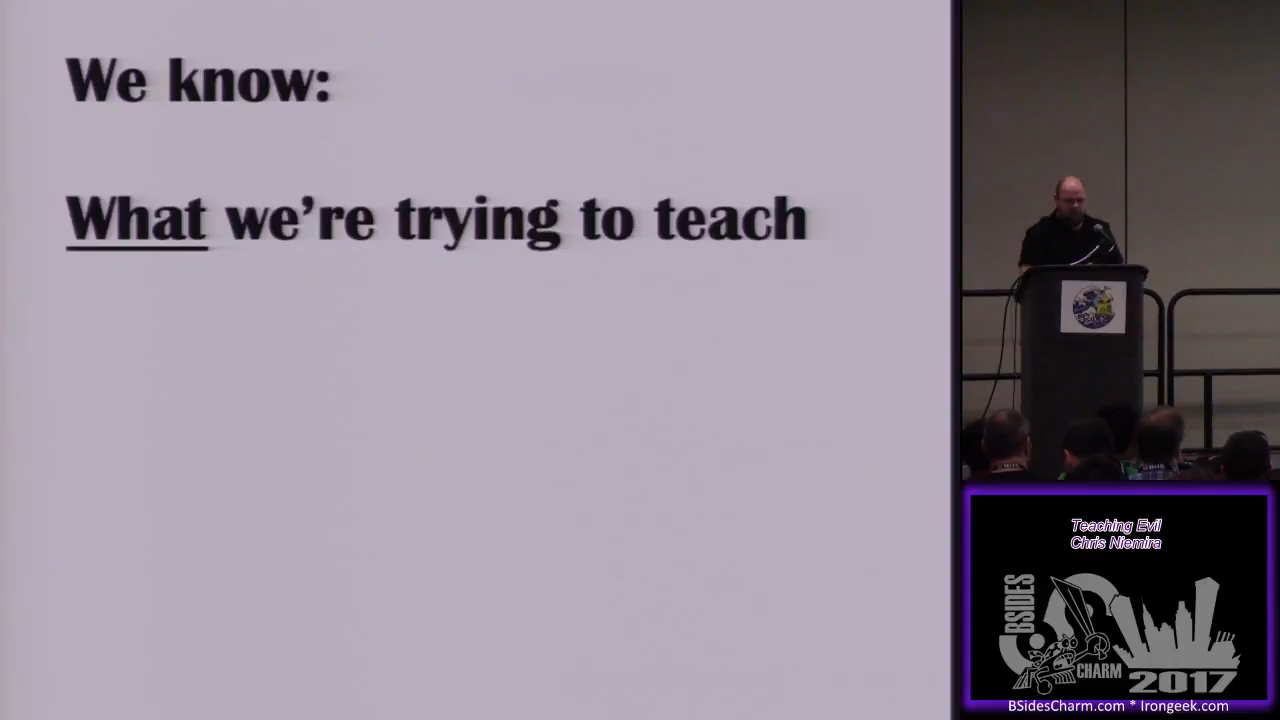 We know:
What we're trying to teach
Teaching Evil
Chris Niemira
BSIDES
CHARM
2017
BSidesCharm.com * Irongeek.com